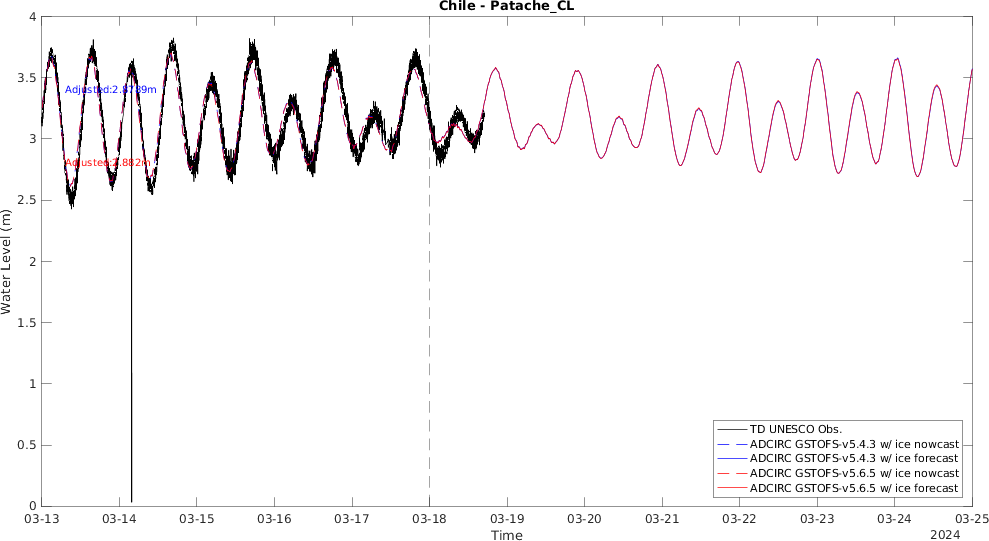 Chile - Patache_CL
4
3.5
3
2.5
2
1.5
1
0.5
0
Water Level (m)
Adjusted:2.8789m
Adjusted:2.882m
TD UNESCO Obs.
ADCIRC GSTOFS-v5.4.3 w/ ice nowcast
ADCIRC GSTOFS-v5.4.3 w/ ice forecast
ADCIRC GSTOFS-v5.6.5 w/ ice nowcast
ADCIRC GSTOFS-v5.6.5 w/ ice forecast
03-13 03-14 03-15 03-16 03-17 03-18 03-19 03-20 03-21 03-22 03-23 03-24 03-25
Time
2024